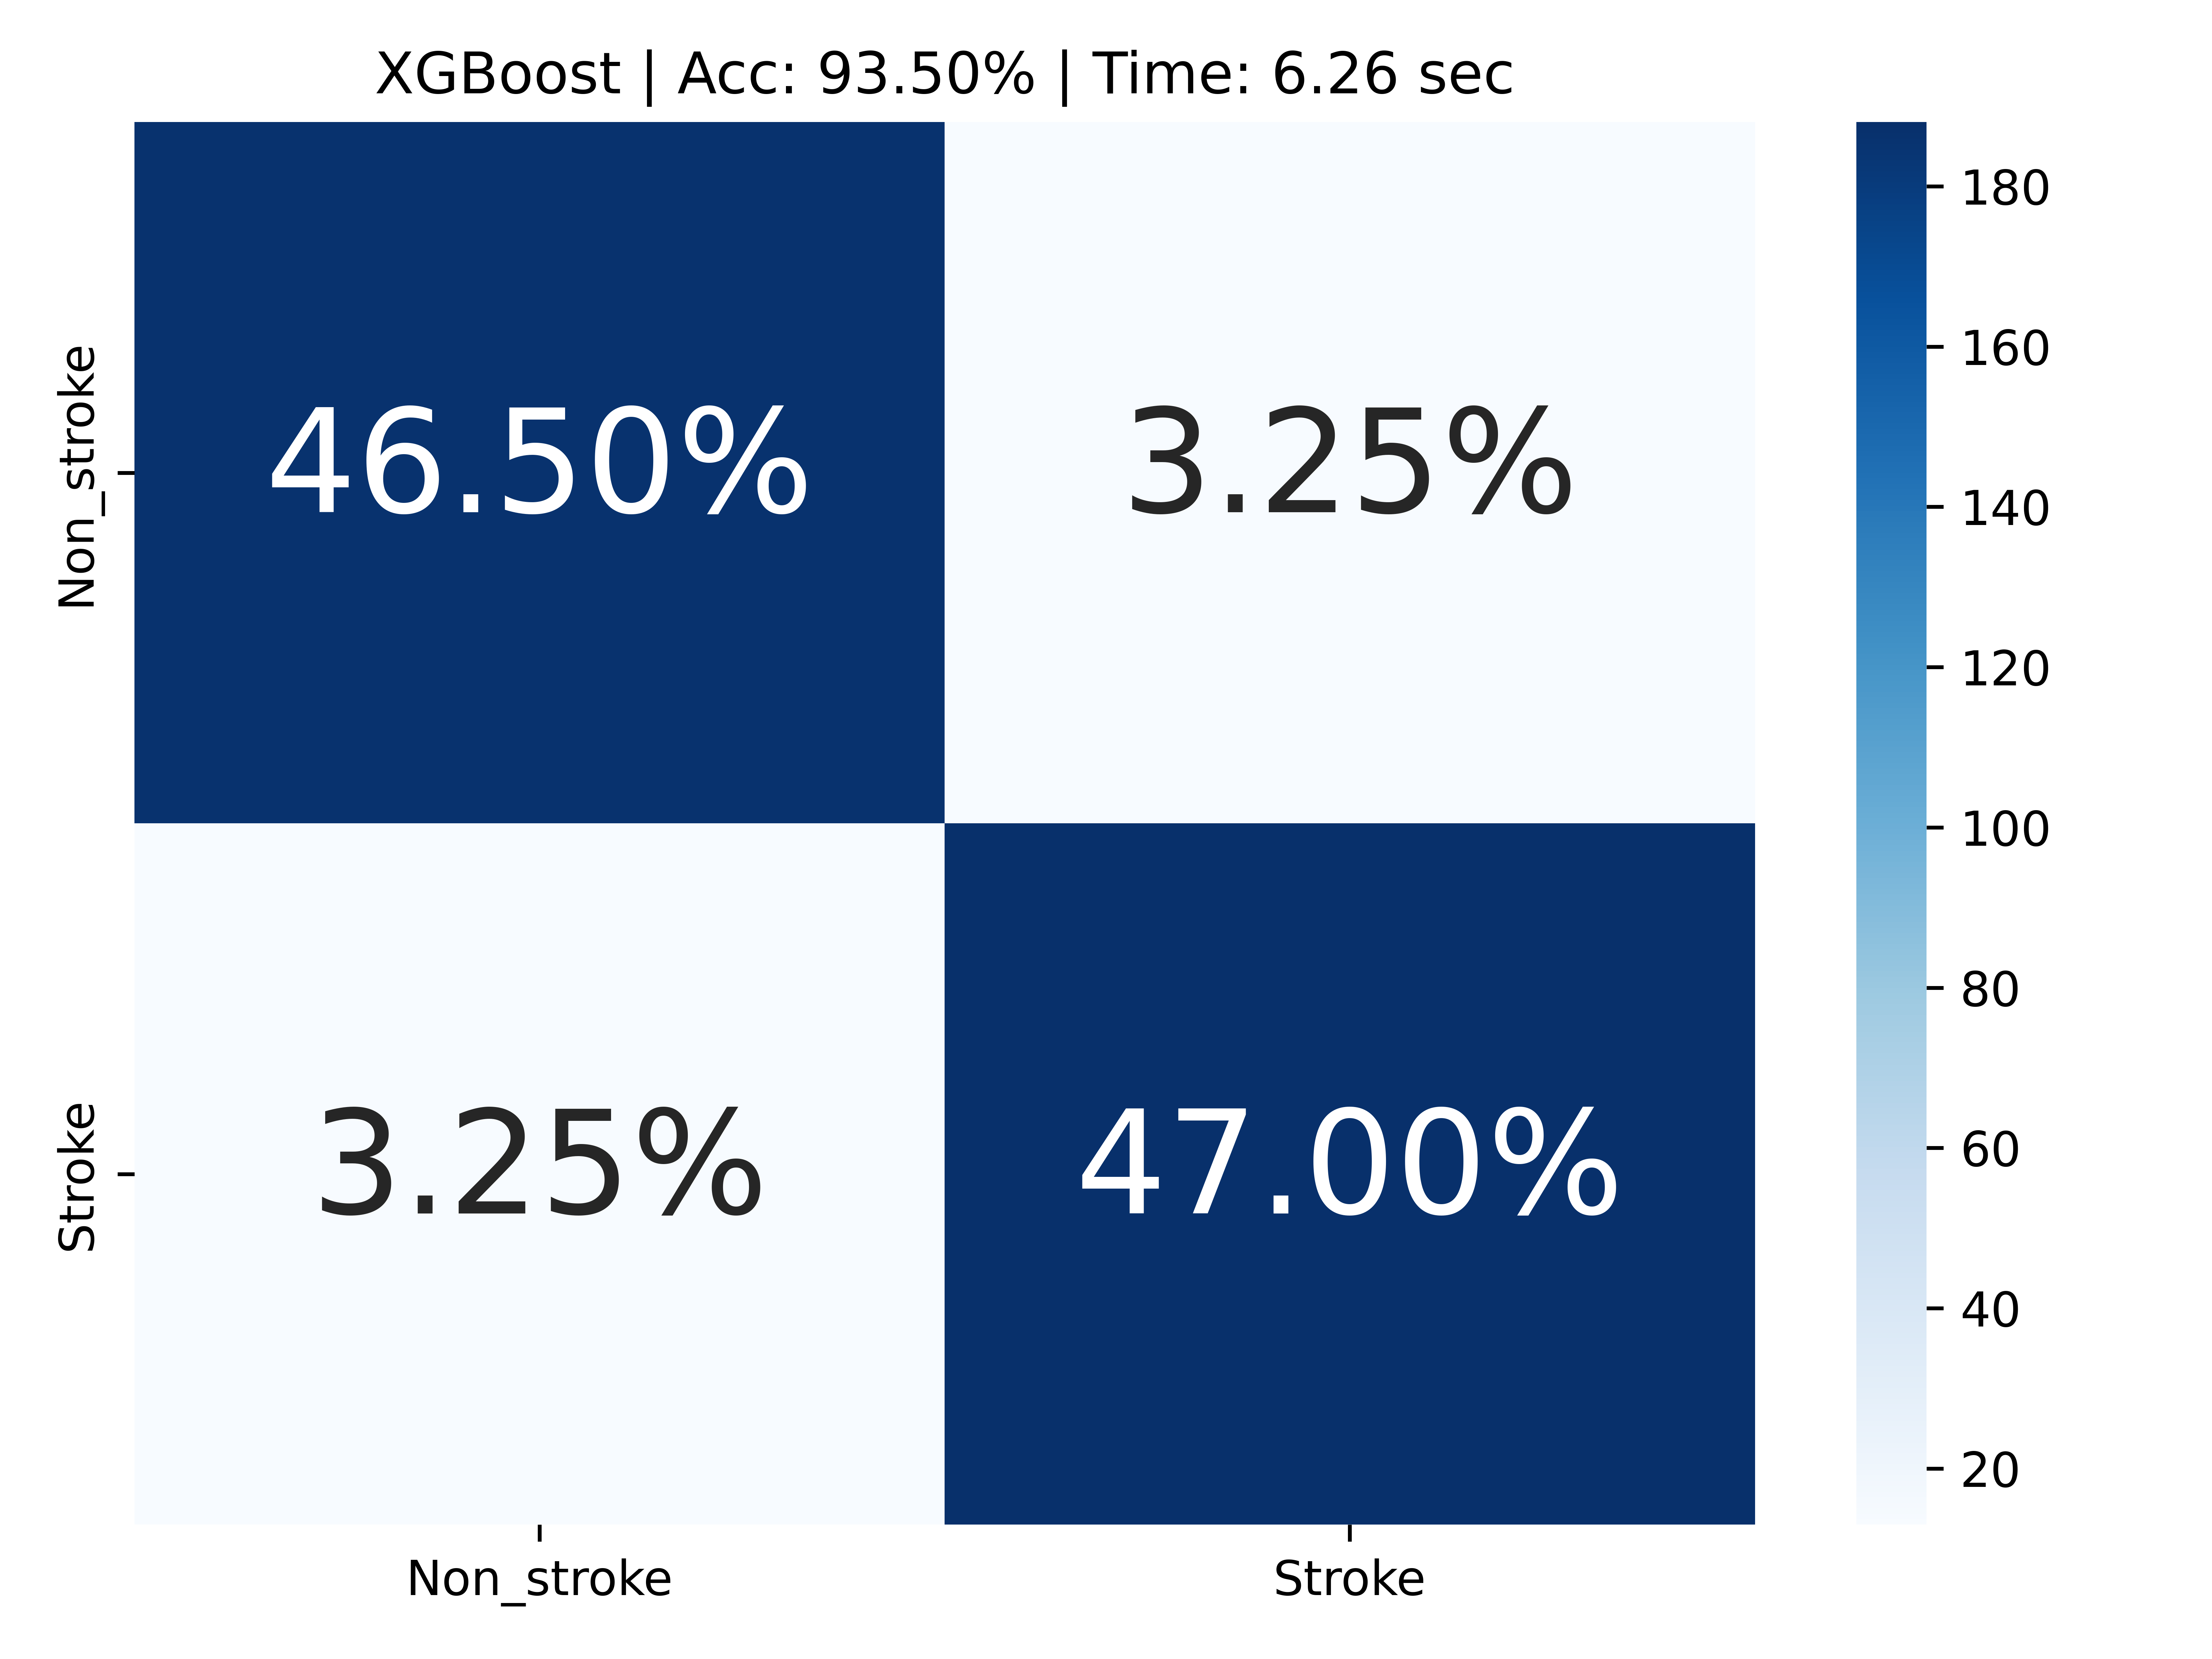 XGBoost | Acc: 93.50% | Time: 6.26 sec
Non_stroke
46.50%
3.25%
Stroke
3.25%
47.00%
Non_stroke
Stroke
180
160
140
120
100
80
60
40
20